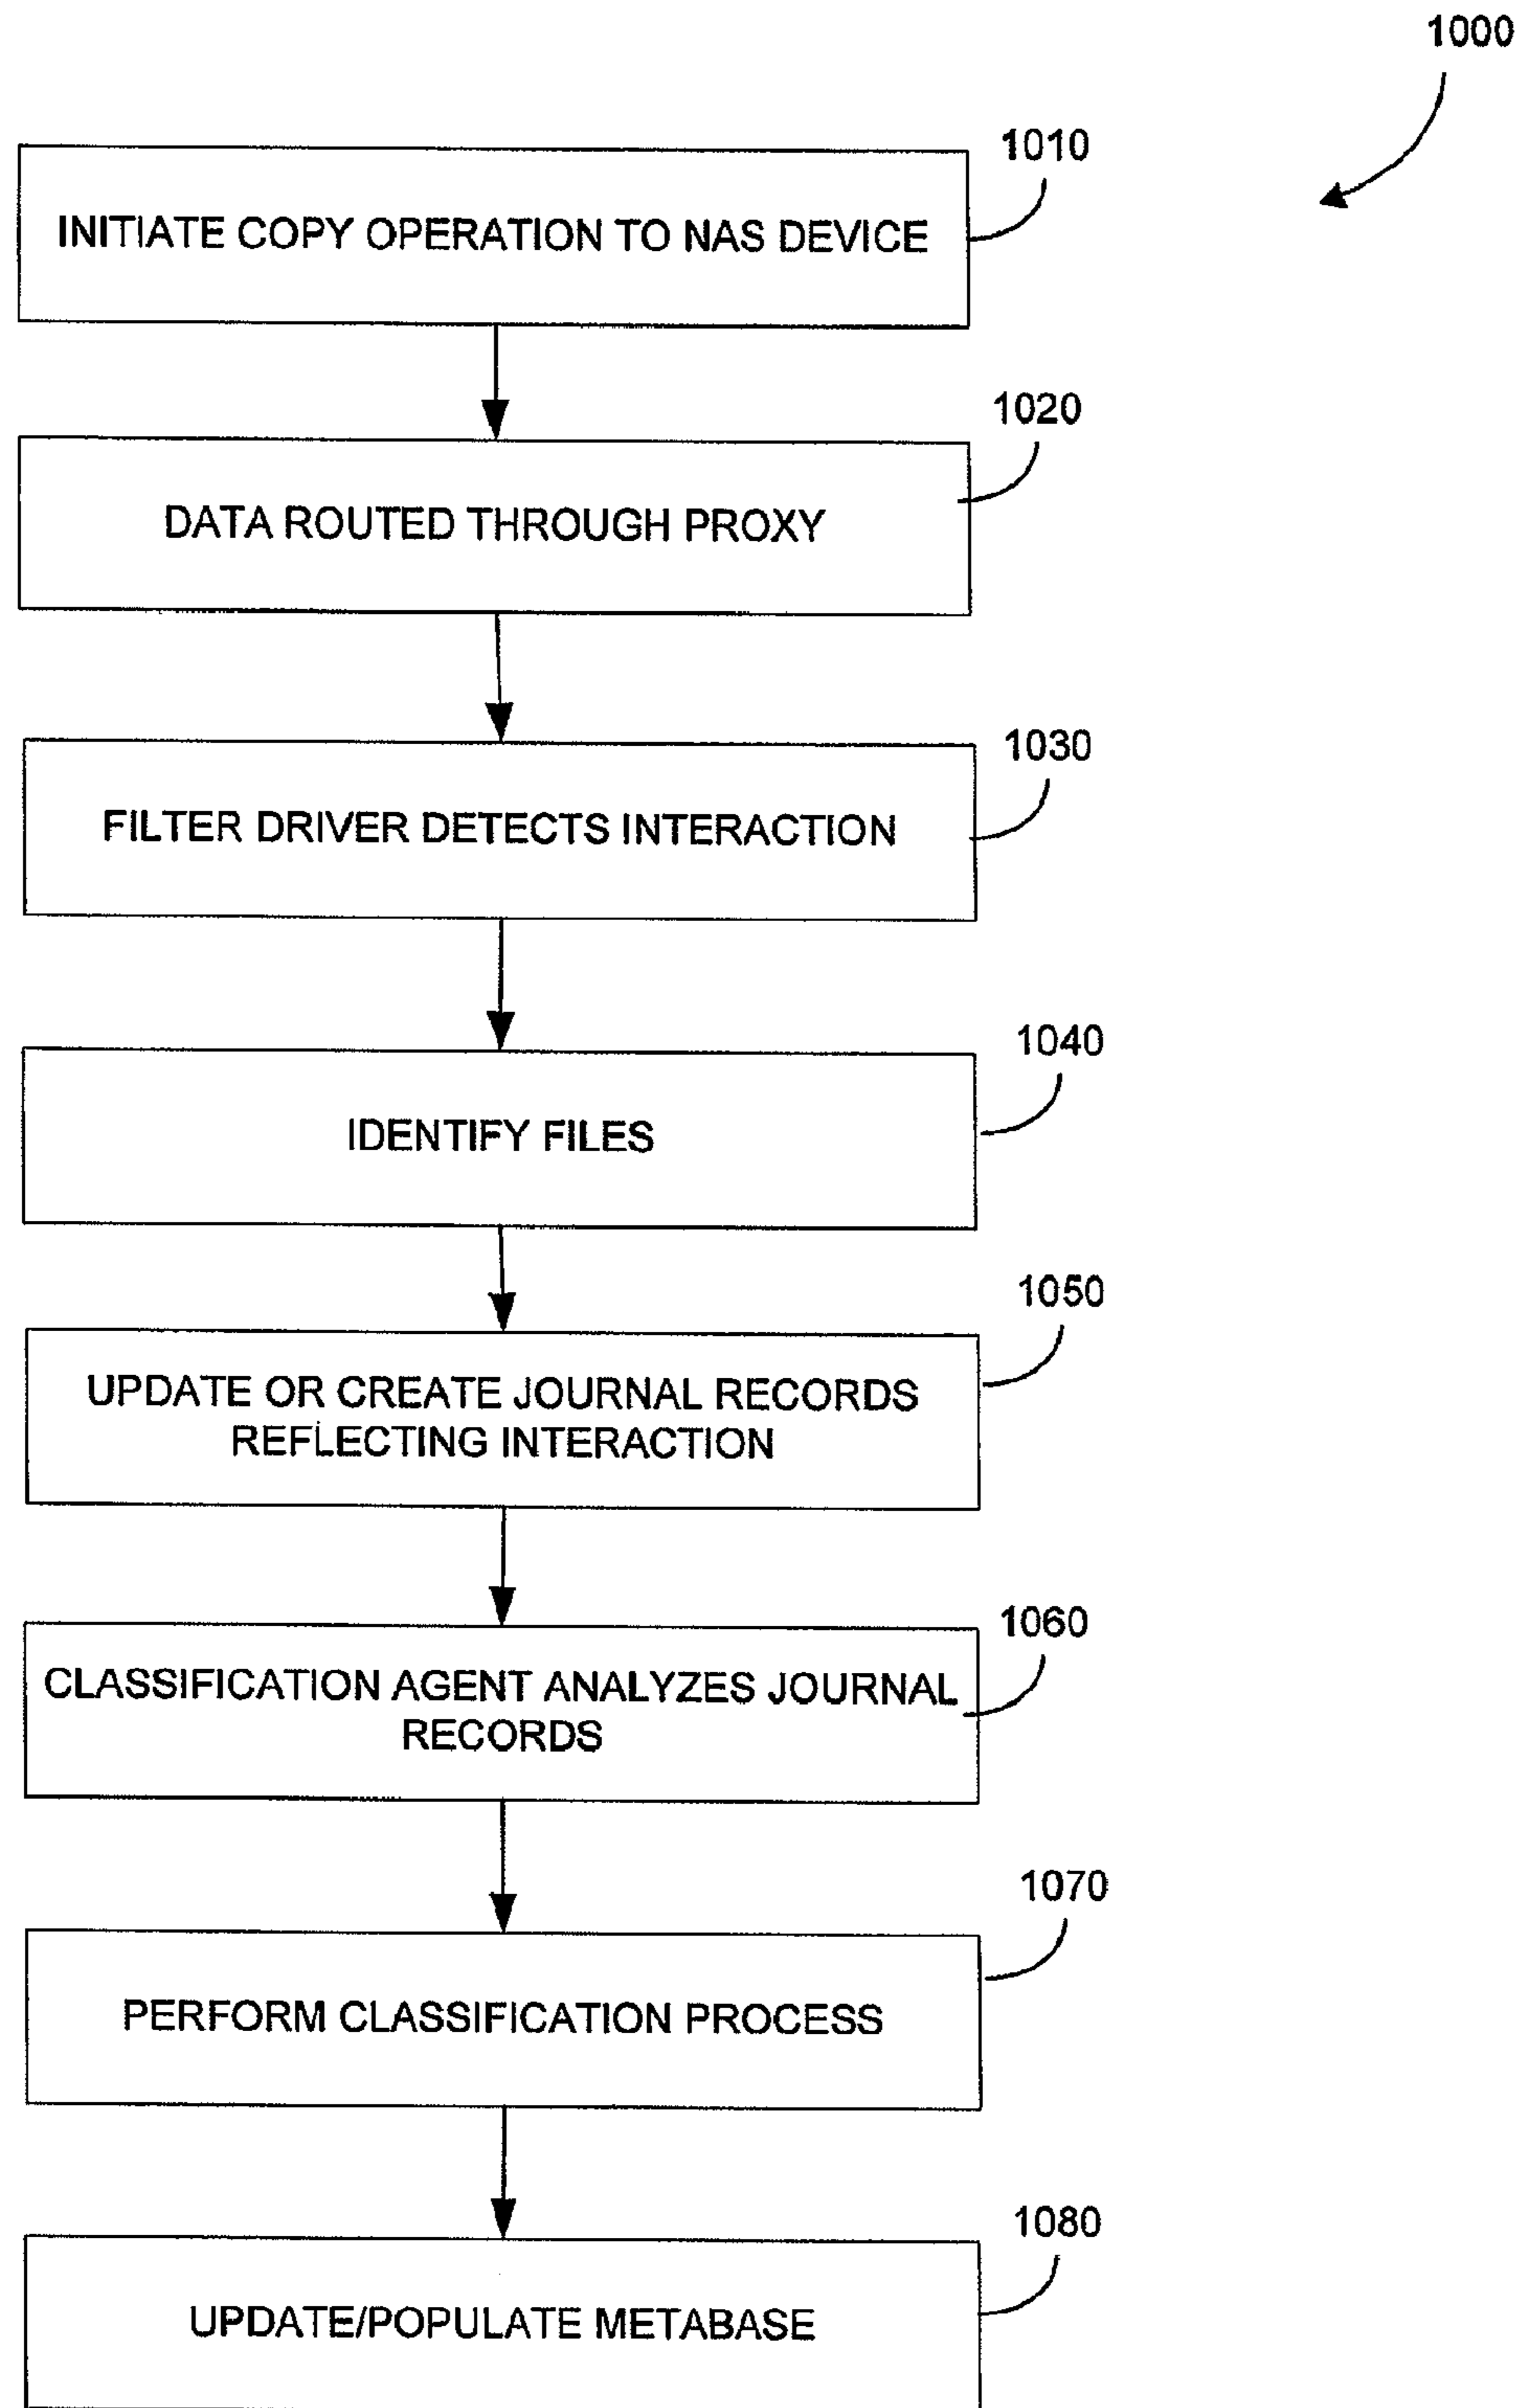 1000
1010
INITIATE COPY OPERATION TO NAS DEVICE
1020
DATA ROUTED THROUGH PROXY
1030
FILTER DRIVER DETECTS INTERACTION
1040
IDENTIFY FILES
1050
UPDATE OR CREATE JOURNAL RECORDS
REFLECTING INTERACTION
1060
CLASSIFICATION AGENT ANALYZES JOURNAL
RECORDS
1070
PERFORM CLASSIFICATION PROCESS
1080
UPDATE/POPULATE METABASE